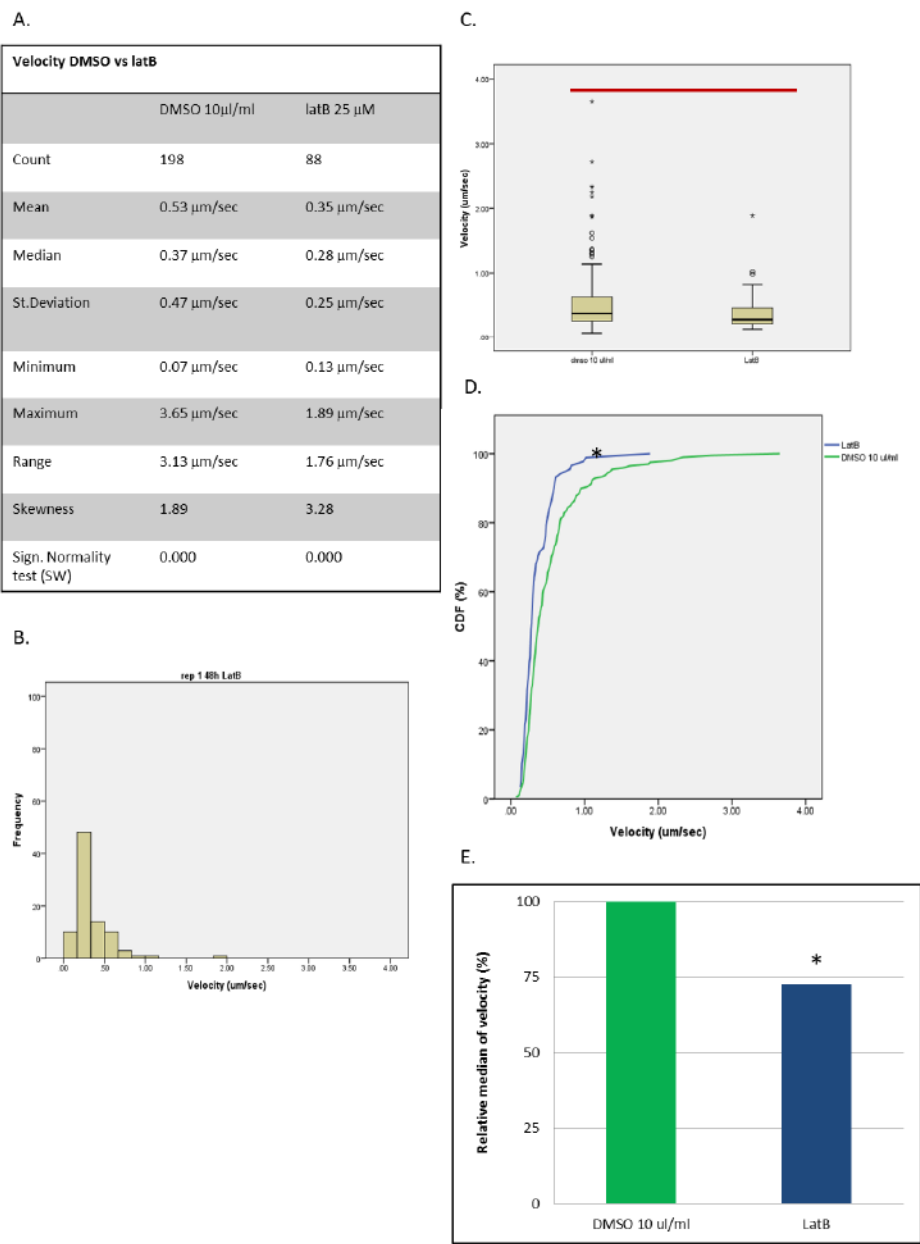 A.
Velocity DMSO vs latB
DMSO 10µl/ml latB 25 µM
Count 198 88
Mean 0.53 µm/sec 0.35 µm/sec
Median 0.37 µm/sec 0.28 µm/sec
St.Deviation 0.47 µm/sec 0.25 µm/sec
Minimum 0.07 µm/sec 0.13 µm/sec
Maximum 3.65 µm/sec 1.89 µm/sec
Range 3.13 µm/sec 1.76 µm/sec
Skewness 1.89 3.28
Sign. Normality 0.000 0.000
test (SW)
B.
rep 1 48h LatB
Frequency
100
80
60
40
20
0
.00 .50 1.00 1.50 2.00 2.50 3.00 3.50 4.00
Velocity (um/sec)
C.
Velocity (um/sec)
4.00
3.00
2.00
1.00
.00
dmso 10 ul/ml LatB
D.
LatB
DMSO 10 ul/ml
CDF (%)
100
80
60
40
20
0
.00 1.00 2.00 3.00 4.00
Velocity (um/sec)
*
E.
Relative median of velocity (%)
100
75
50
25
0
*
DMSO 10 ul/ml LatB